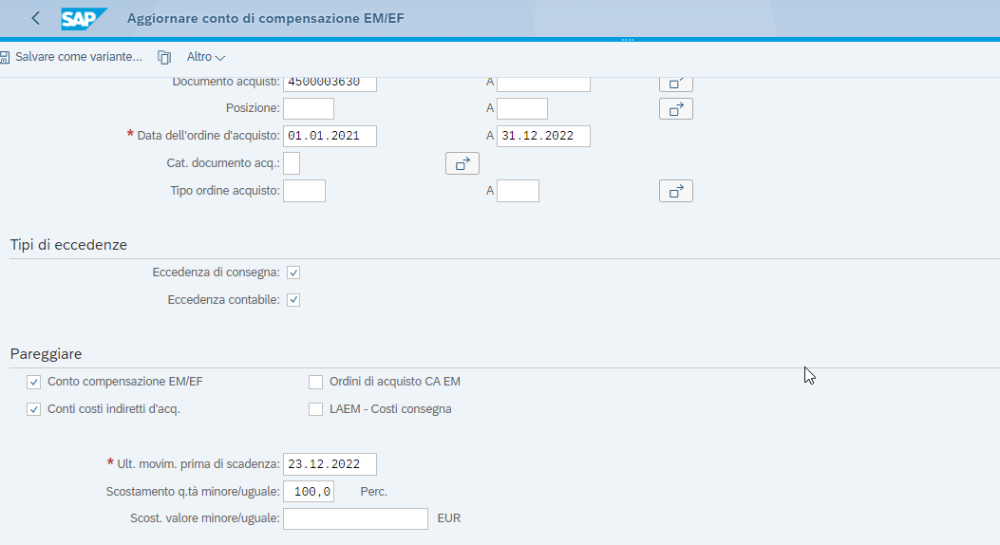 SAP Aggiornare conto di compensazione EM/EF
Salvare come variante... Altro
Documento acquisti: 4500003630 A
Posizione: A
* Data dell'ordine d'acquisto: 01.01.2021 A 31.12.2022
Cat. documento acq.:
Tipo ordine acquisto: A
Tipi di eccedenze
Eccedenza di consegna:
Eccedenza contabile:
Pareggiare
Conto compensazione EM/EF Ordini di acquisto CA EM
Conti costi indiretti d'acq. LAEM - Costi consegna
* Ult. movim. prima di scadenza: 23.12.2022
Scostamento q.tà minore/uguale: 100,0 Perc.
Scost. valore minore/uguale: EUR